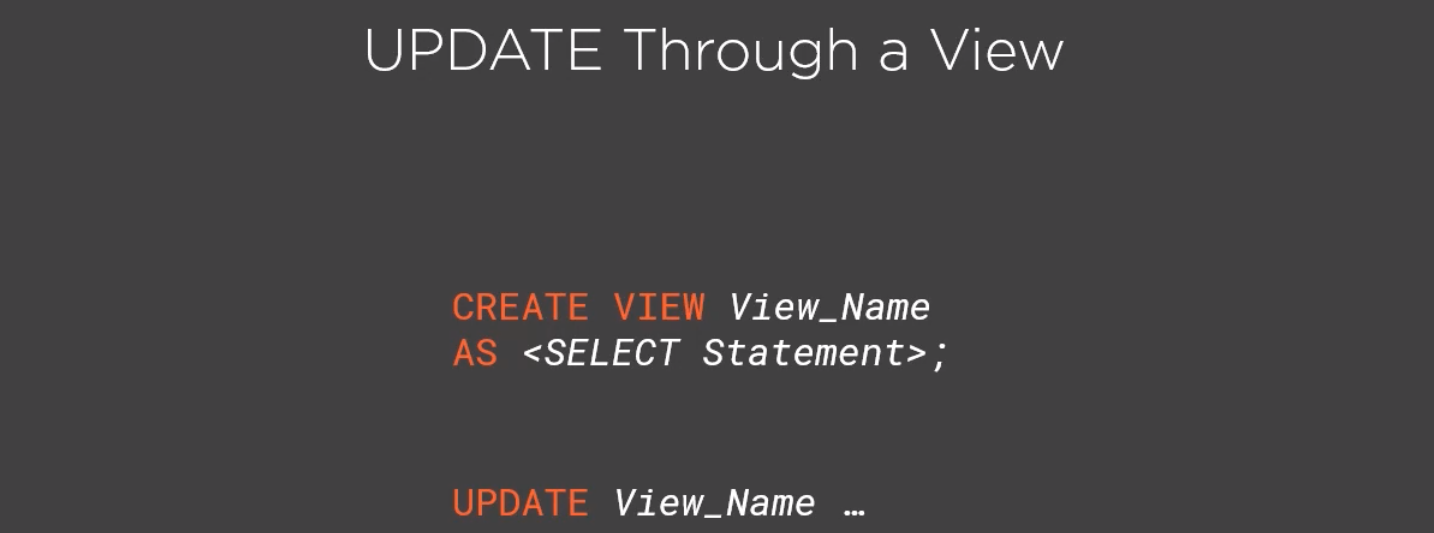 UPDATE Through a View
CREATE VIEW View_Name
AS <SELECT Statement>;
UPDATE View_Name …